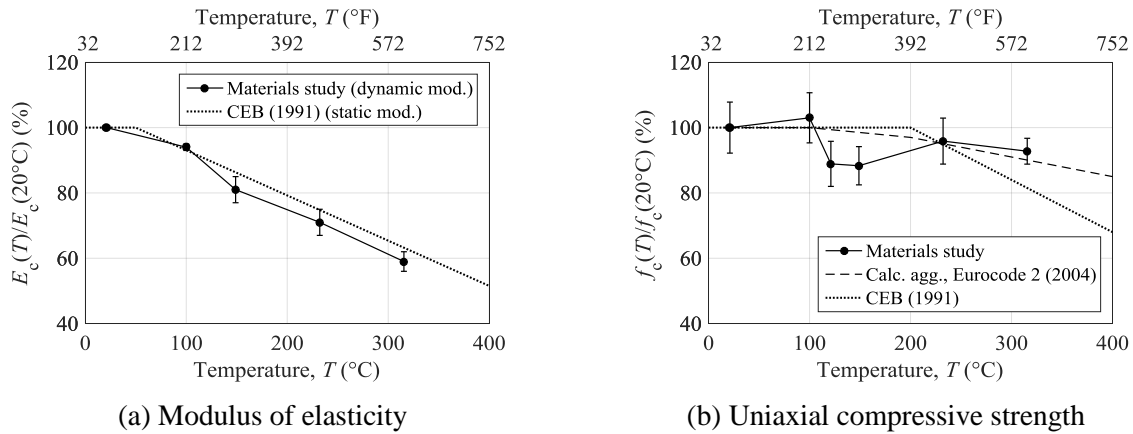 Temperature, T (°F)
32 212 392 572 752
120
100
80
60
40
E_c(T)/E_c(20°C) (%)
Materials study (dynamic mod.)
CEB (1991) (static mod.)
0 100 200 300 400
Temperature, T (°C)
(a) Modulus of elasticity
Temperature, T (°F)
32 212 392 572 752
120
100
80
60
40
f_c(T)/f_c(20°C) (%)
Materials study
Calc. agg., Eurocode 2 (2004)
CEB (1991)
0 100 200 300 400
Temperature, T (°C)
(b) Uniaxial compressive strength